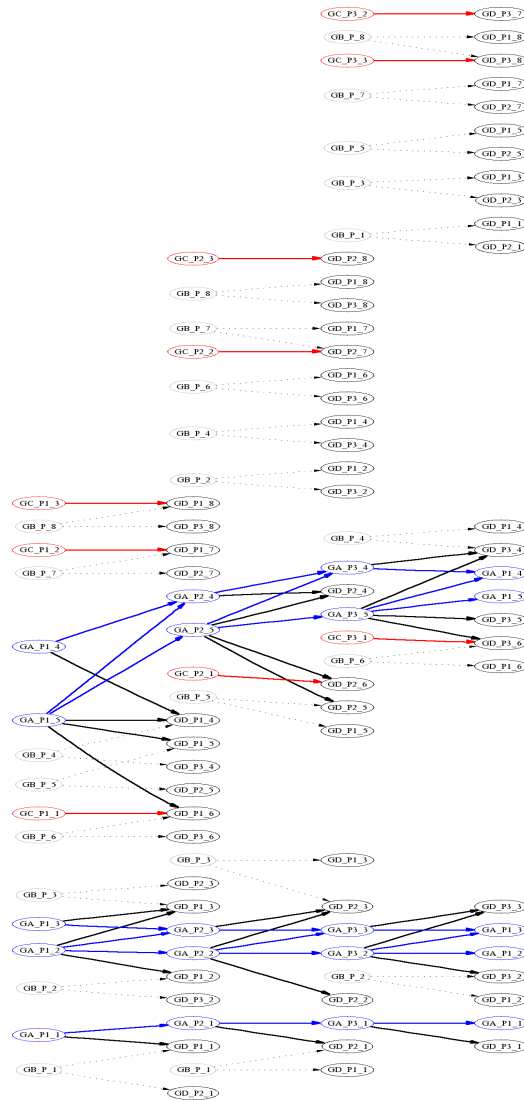 GC_P3_2 GD_P3_7
GB_P_8 GD_P1_8
GC_P3_3 GD_P3_8
GB_P_7 GD_P1_7
GD_P2_7
GB_P_5 GD_P1_5
GD_P2_5
GB_P_3 GD_P1_3
GD_P2_3
GB_P_1 GD_P1_1
GD_P2_1
GC_P2_3 GD_P2_8
GB_P_8 GD_P1_8
GD_P3_8
GB_P_7 GD_P1_7
GC_P2_2 GD_P2_7
GB_P_6 GD_P1_6
GD_P3_6
GB_P_4 GD_P1_4
GD_P3_4
GB_P_2 GD_P1_2
GD_P3_2
GC_P1_3 GD_P1_8
GB_P_8 GD_P3_8 GD_P1_4
GB_P_4
GC_P1_2 GD_P1_7 GD_P3_4
GB_P_7 GD_P2_7 GA_P3_4 GA_P1_4
GA_P2_4 GD_P2_4 GA_P1_5
GA_P3_5 GD_P3_5
GA_P2_5 GC_P3_1 GD_P3_6
GA_P1_4 GB_P_6 GD_P1_6
GC_P2_1 GD_P2_6
GB_P_5 GD_P2_5
GA_P1_5 GD_P1_4 GD_P1_5
GD_P1_5
GB_P_4 GD_P3_4
GB_P_5 GD_P2_5
GC_P1_1 GD_P1_6
GB_P_6 GD_P3_6
GB_P_3 GD_P1_3
GB_P_3 GD_P2_3
GD_P1_3 GD_P2_3 GD_P3_3
GA_P1_3 GA_P2_3 GA_P3_3 GA_P1_3
GA_P1_2 GA_P2_2 GA_P3_2 GA_P1_2
GD_P1_2 GB_P_2 GD_P3_2
GB_P_2 GD_P3_2 GD_P2_2 GD_P1_2
GA_P1_1 GA_P2_1 GA_P3_1 GA_P1_1
GD_P1_1 GD_P2_1 GD_P3_1
GB_P_1 GB_P_1 GD_P1_1
GD_P2_1